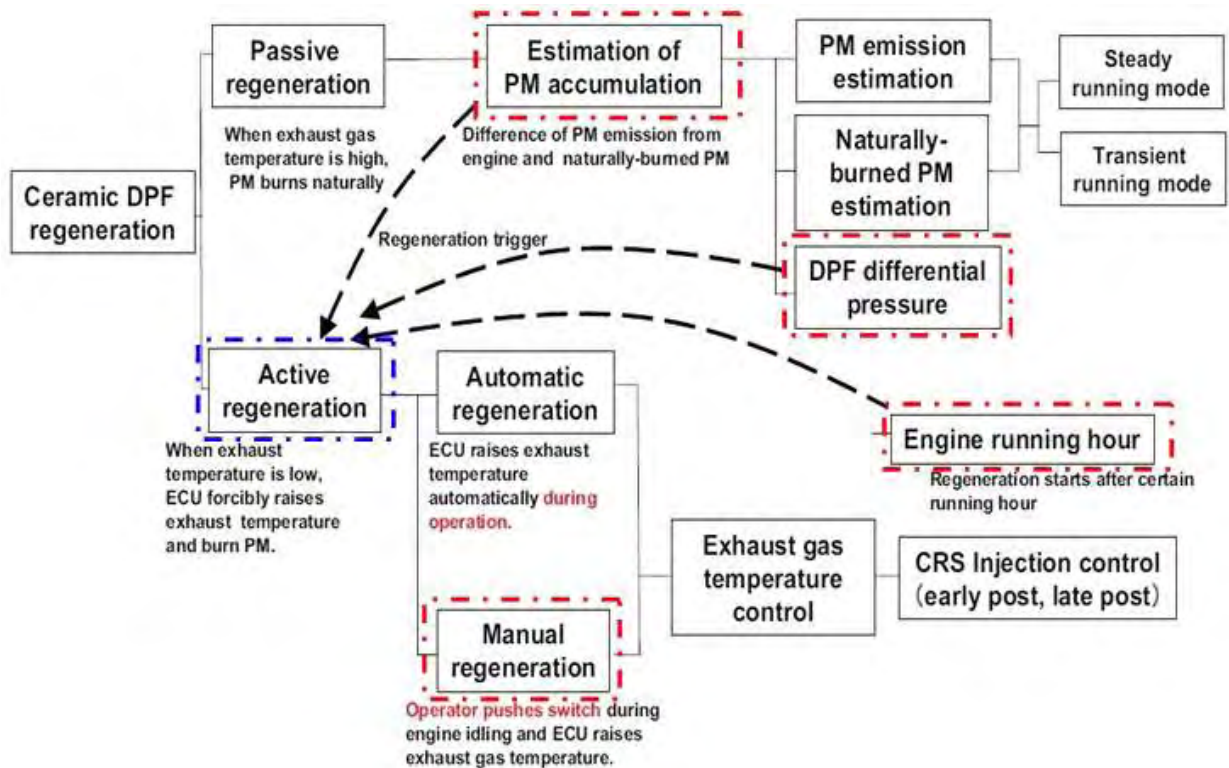 Passive
regeneration
Estimation of
PM accumulation
PM emission
estimation
Steady
running mode
When exhaust gas
temperature is high,
PM burns naturally
Difference of PM emission from
engine and naturally-burned PM
Naturally-
burned PM
estimation
Transient
running mode
Ceramic DPF
regeneration
Regeneration trigger
DPF differential
pressure
Active
regeneration
Automatic
regeneration
Engine running hour
When exhaust
temperature is low,
ECU forcibly raises
exhaust temperature
and burn PM.
ECU raises exhaust
temperature
automatically during
operation.
Regeneration starts after certain
running hour
Exhaust gas
temperature
control
CRS Injection control
(early post, late post)
Manual
regeneration
Operator pushes switch during
engine idling and ECU raises
exhaust gas temperature.